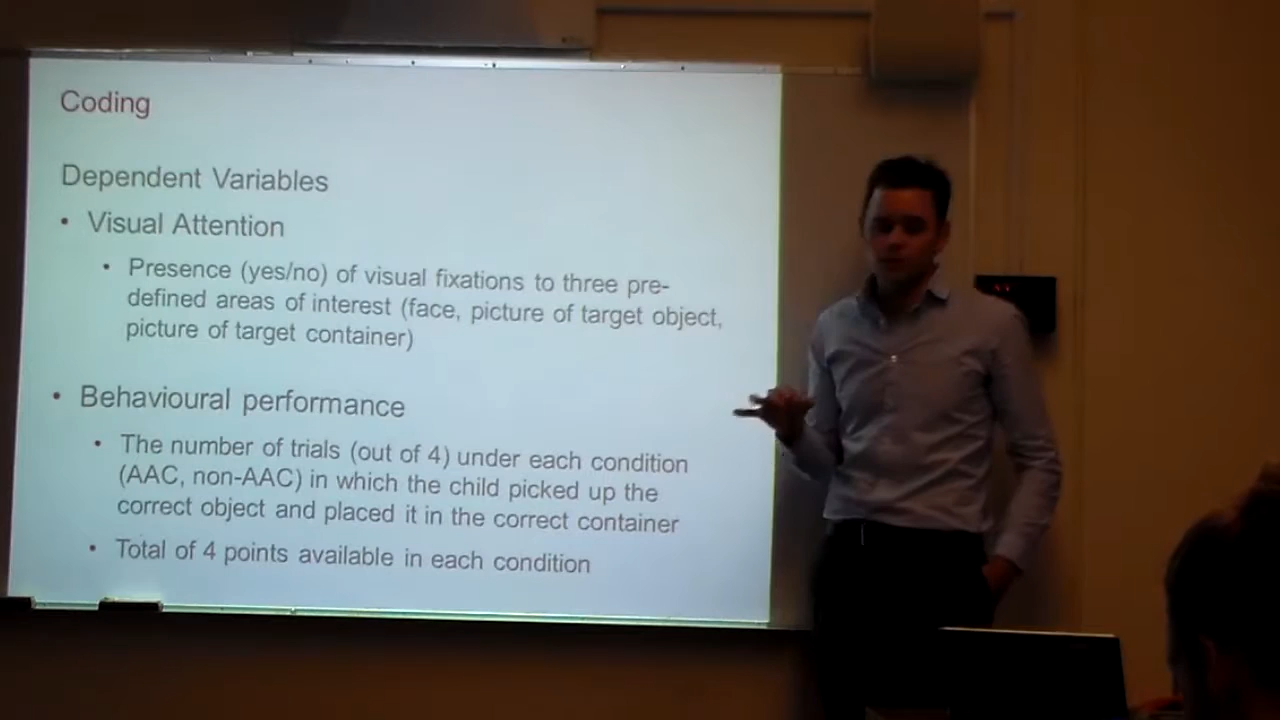 Coding
Dependent Variables
• Visual Attention
• Presence (yes/no) of visual fixations to three pre-
defined areas of interest (face, picture of target object,
picture of target container)
• Behavioural performance
• The number of trials (out of 4) under each condition
(AAC, non-AAC) in which the child picked up the
correct object and placed it in the correct container
• Total of 4 points available in each condition